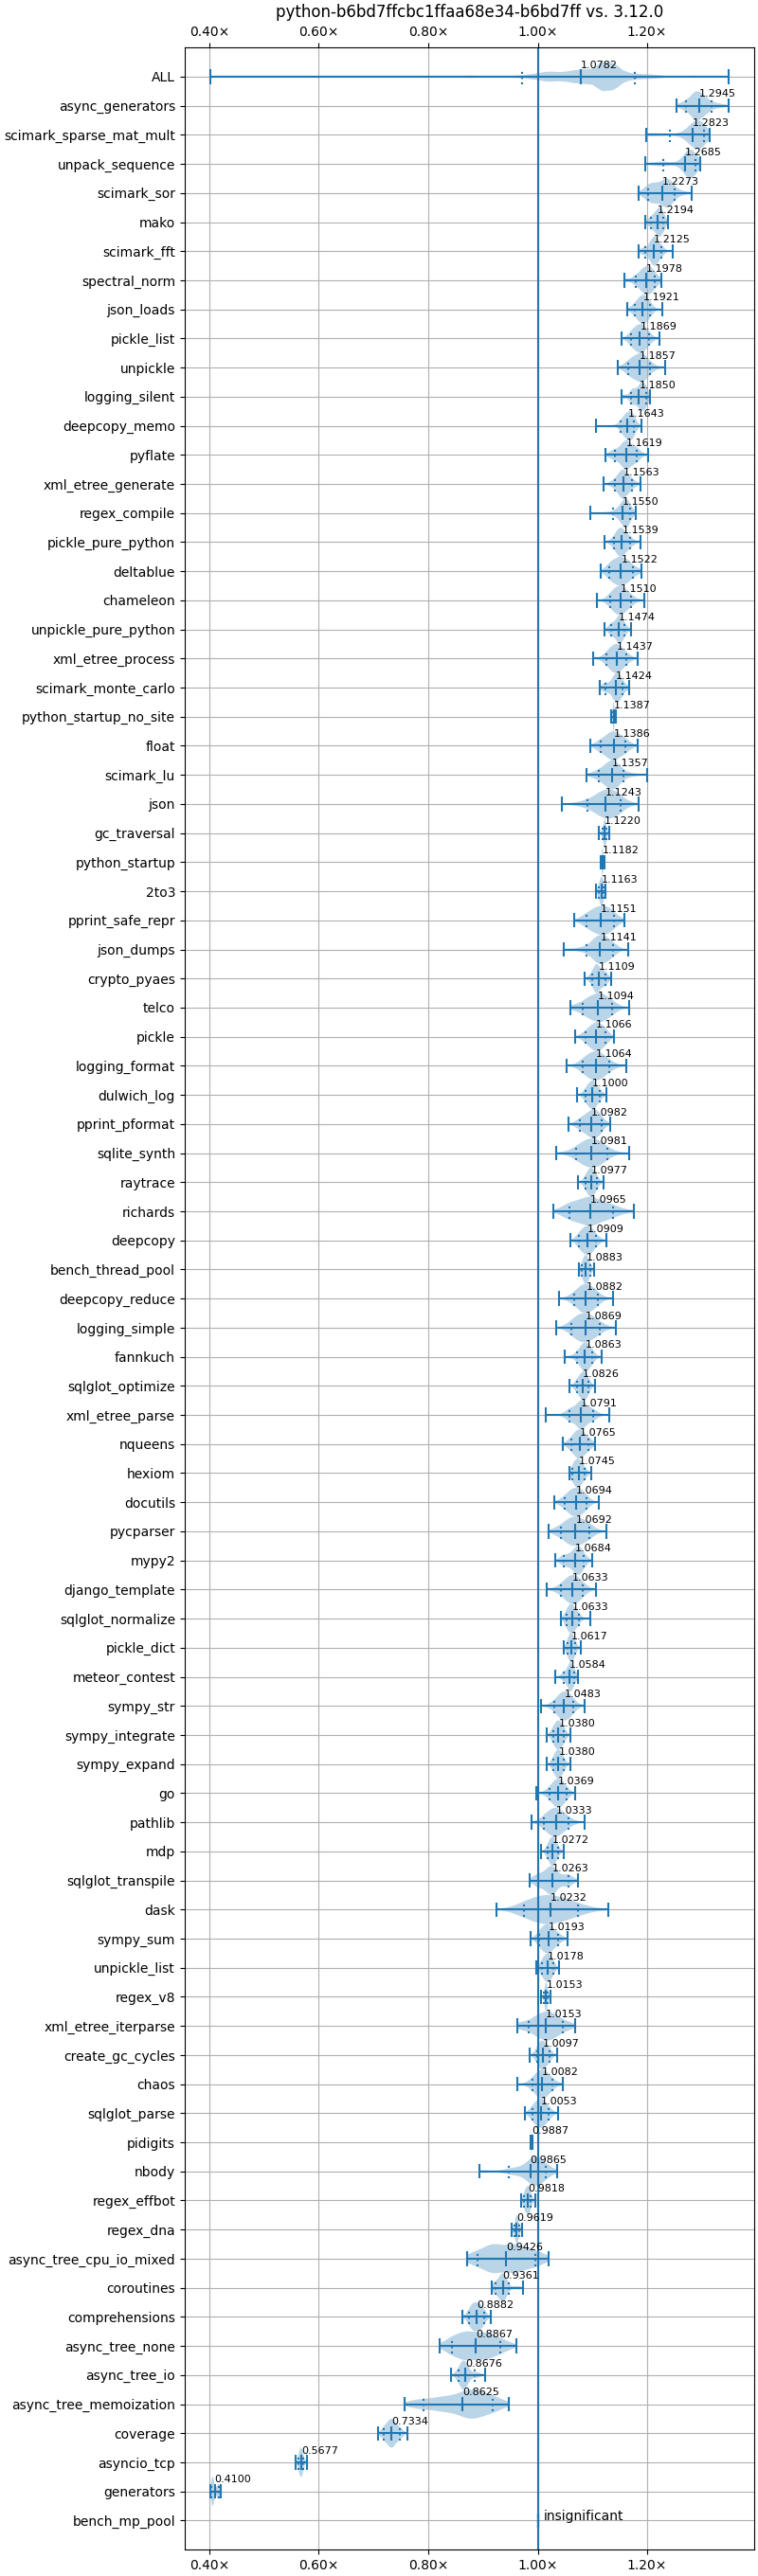 python-b6bd7ffcbc1ffaa68e34-b6bd7ff vs. 3.12.0
0.40× 0.60× 0.80× 1.00× 1.20×
ALL 1.0782
async_generators 1.2945
scimark_sparse_mat_mult 1.2823
unpack_sequence 1.2685
scimark_sor 1.2273
mako 1.2194
scimark_fft 1.2125
spectral_norm 1.1978
json_loads 1.1921
pickle_list 1.1869
unpickle 1.1857
logging_silent 1.1850
deepcopy_memo 1.1643
pyflate 1.1619
xml_etree_generate 1.1563
regex_compile 1.1550
pickle_pure_python 1.1539
deltablue 1.1522
chameleon 1.1510
unpickle_pure_python 1.1474
xml_etree_process 1.1437
scimark_monte_carlo 1.1424
python_startup_no_site 1.1387
float 1.1386
scimark_lu 1.1357
json 1.1243
gc_traversal 1.1220
python_startup 1.1182
2to3 1.1163
pprint_safe_repr 1.1151
json_dumps 1.1141
crypto_pyaes 1.1109
telco 1.1094
pickle 1.1066
logging_format 1.1064
dulwich_log 1.1000
pprint_pformat 1.0982
sqlite_synth 1.0981
raytrace 1.0977
richards 1.0965
deepcopy 1.0909
bench_thread_pool 1.0883
deepcopy_reduce 1.0882
logging_simple 1.0869
fannkuch 1.0863
sqlglot_optimize 1.0826
xml_etree_parse 1.0791
nqueens 1.0765
hexiom 1.0745
docutils 1.0694
pycparser 1.0692
mypy2 1.0684
django_template 1.0633
sqlglot_normalize 1.0633
pickle_dict 1.0617
meteor_contest 1.0584
sympy_str 1.0483
sympy_integrate 1.0380
sympy_expand 1.0380
go 1.0369
pathlib 1.0333
mdp 1.0272
sqlglot_transpile 1.0263
dask 1.0232
sympy_sum 1.0193
unpickle_list 1.0178
regex_v8 1.0153
xml_etree_iterparse 1.0153
create_gc_cycles 1.0097
chaos 1.0082
sqlglot_parse 1.0053
pidigits 0.9887
nbody 0.9865
regex_effbot 0.9818
regex_dna 0.9619
async_tree_cpu_io_mixed 0.9426
coroutines 0.9361
comprehensions 0.8882
async_tree_none 0.8867
async_tree_io 0.8676
async_tree_memoization 0.8625
coverage 0.7334
asyncio_tcp 0.5677
generators 0.4100
bench_mp_pool insignificant
0.40× 0.60× 0.80× 1.00× 1.20×